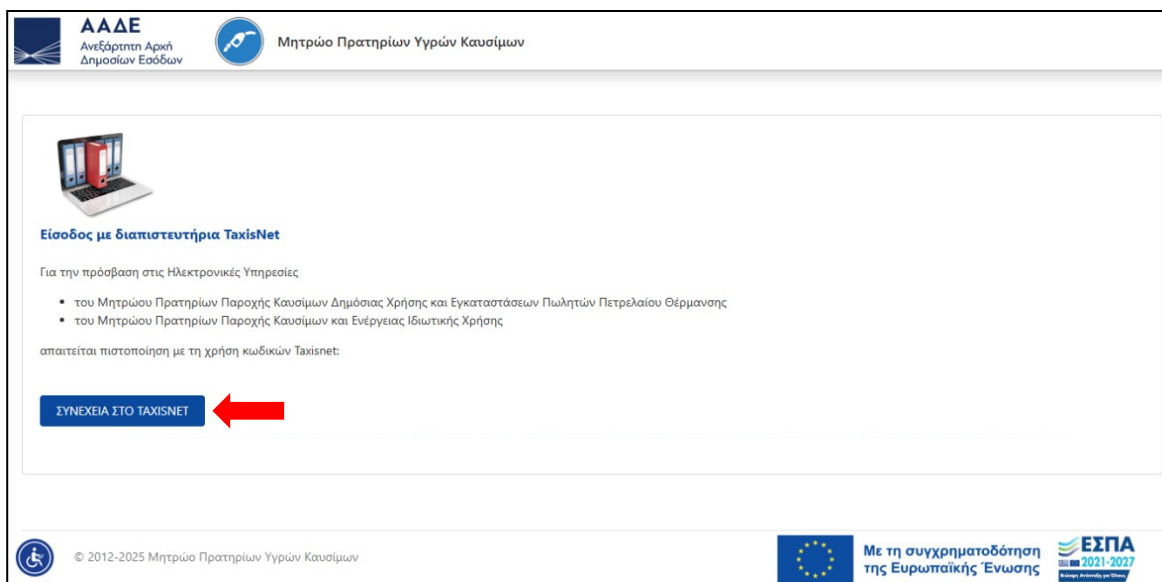 ΑΑΔΕ
Ανεξάρτητη Αρχή
Δημοσίων Εσόδων
Μητρώο Πρατηρίων Υγρών Καυσίμων
Είσοδος με διαπιστευτήρια TaxisNet
Για την πρόσβαση στις Ηλεκτρονικές Υπηρεσίες
• του Μητρώου Πρατηρίων Παροχής Καυσίμων Δημόσιας Χρήσης και Εγκαταστάσεων Πωλητών Πετρελαίου Θέρμανσης
• του Μητρώου Πρατηρίων Παροχής Καυσίμων και Ενέργειας Ιδιωτικής Χρήσης
απαιτείται πιστοποίηση με τη χρήση κωδικών Taxisnet:
ΣΥΝΕΧΕΙΑ ΣΤΟ TAXISNET
© 2012-2025 Μητρώο Πρατηρίων Υγρών Καυσίμων
Με τη συγχρηματοδότηση
της Ευρωπαϊκής Ένωσης
ΕΣΠΑ
2021-2027